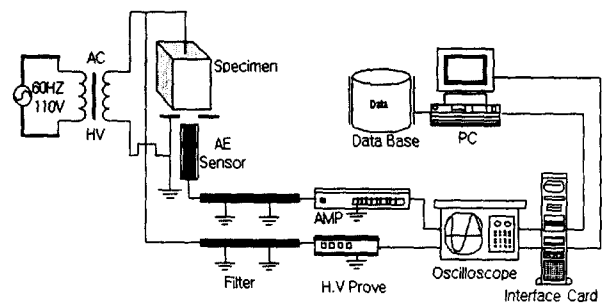 AC
60HZ
110V
HV
Specimen
AE
Sensor
Data
Data Base
PC
AMP
Filter
H.V Prove
Oscilloscope
Interface Card